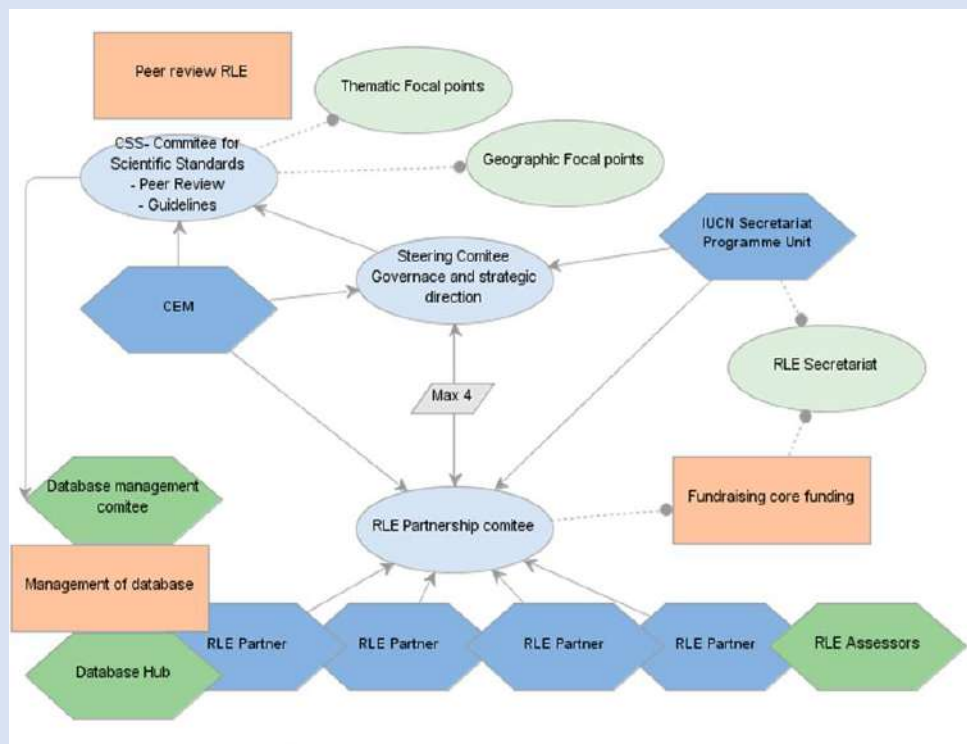 Peer review RLE
Thematic Focal points
CSS- Commitee for
Scientific Standards
- Peer Review
- Guidelines
Geographic Focal points
IUCN Secretariat
Programme Unit
Steering Comitee
Governace and strategic
direction
CEM
RLE Secretariat
Max 4
Database management
comitee
Fundraising core funding
RLE Partnership comitee
Management of database
RLE Partner
RLE Partner
RLE Partner
RLE Partner
RLE Assessors
Database Hub